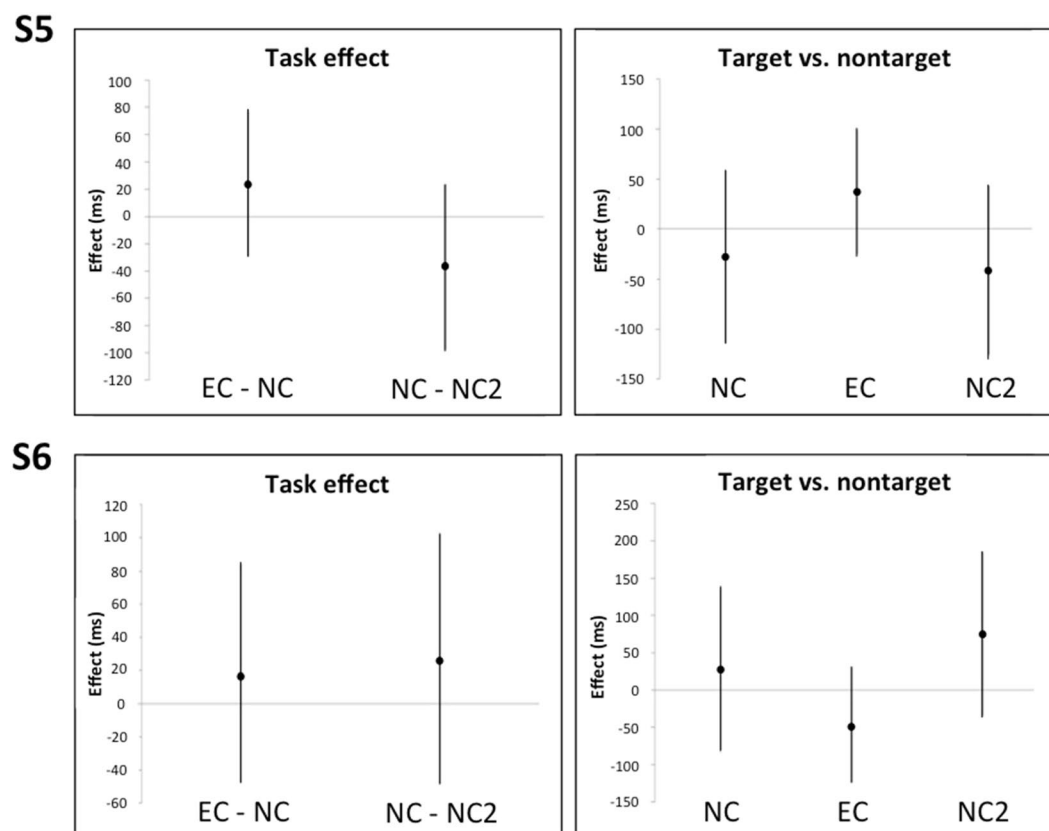 S5
Task effect
Effect (ms)
100
80
60
40
20
0
-20
-40
-60
-80
-100
-120
EC - NC
NC - NC2
Target vs. nontarget
Effect (ms)
150
100
50
0
-50
-100
-150
NC
EC
NC2
S6
Task effect
Effect (ms)
120
100
80
60
40
20
0
-20
-40
-60
EC - NC
NC - NC2
Target vs. nontarget
Effect (ms)
250
200
150
100
50
0
-50
-100
-150
NC
EC
NC2